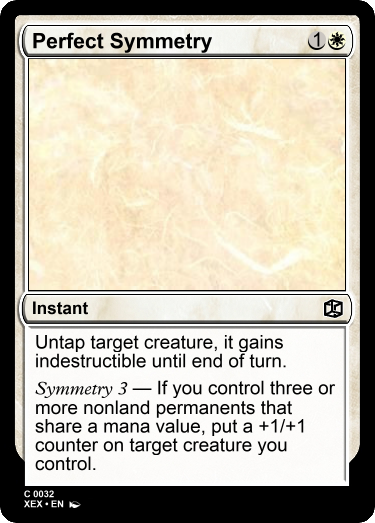 Perfect Symmetry 1
Instant
Untap target creature, it gains
indestructible until end of turn.
Symmetry 3 — If you control three or
more nonland permanents that
share a mana value, put a +1/+1
counter on target creature you
control.
C 0032
XEX • EN